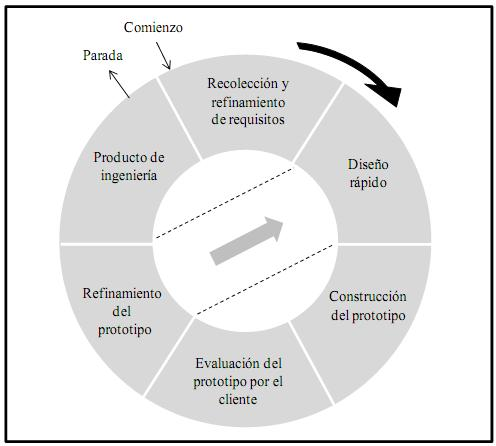 Comienzo
Parada
Recolección y
refinamiento
de requisitos
Diseño
rápido
Construcción
del prototipo
Evaluación del
prototipo por el
cliente
Refinamiento
del
prototipo
Producto de
ingeniería